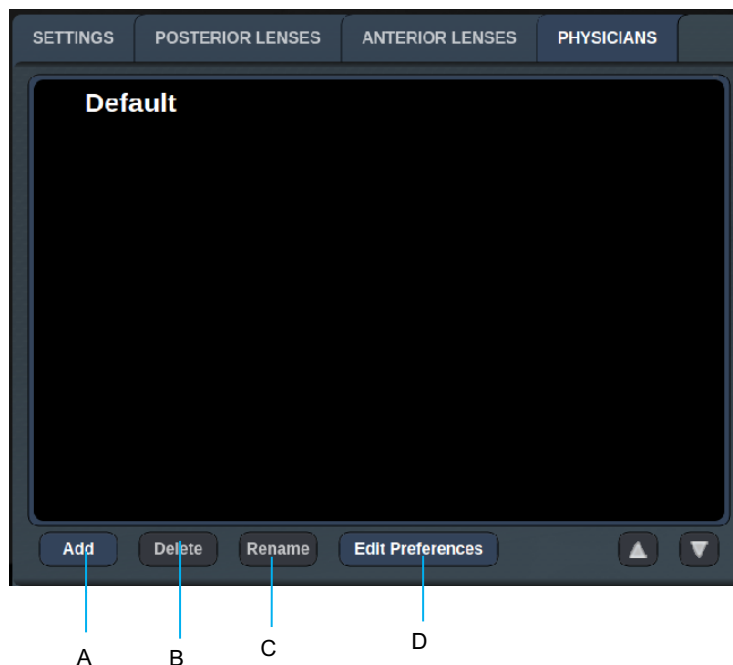 SETTINGS POSTERIOR LENSES ANTERIOR LENSES PHYSICIANS
Default
Add Delete Rename Edit Preferences
A B C D